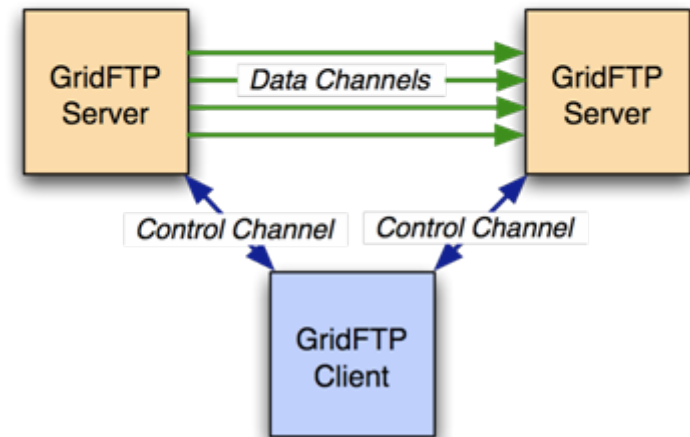 GridFTP
Server
Data Channels
GridFTP
Server
Control Channel
Control Channel
GridFTP
Client